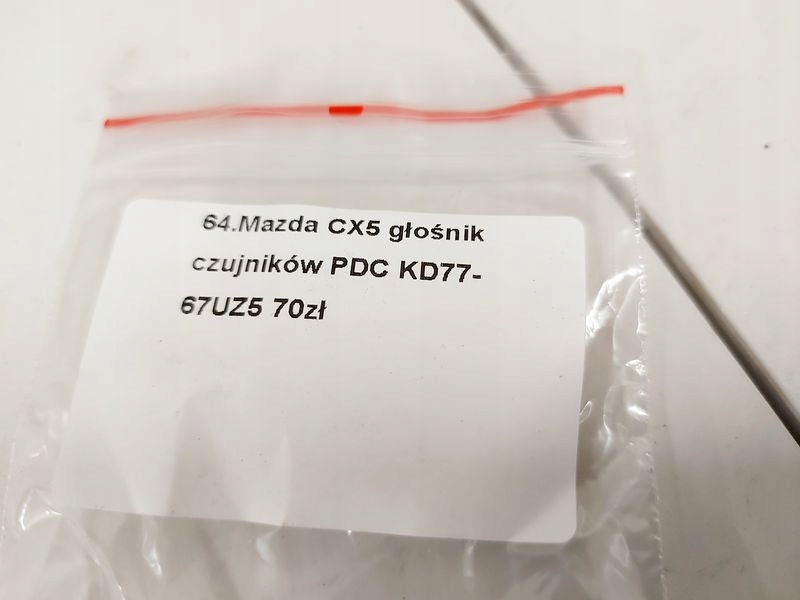 64.Mazda CX5 głośnik
czujników PDC KD77-
67UZ5 70zł